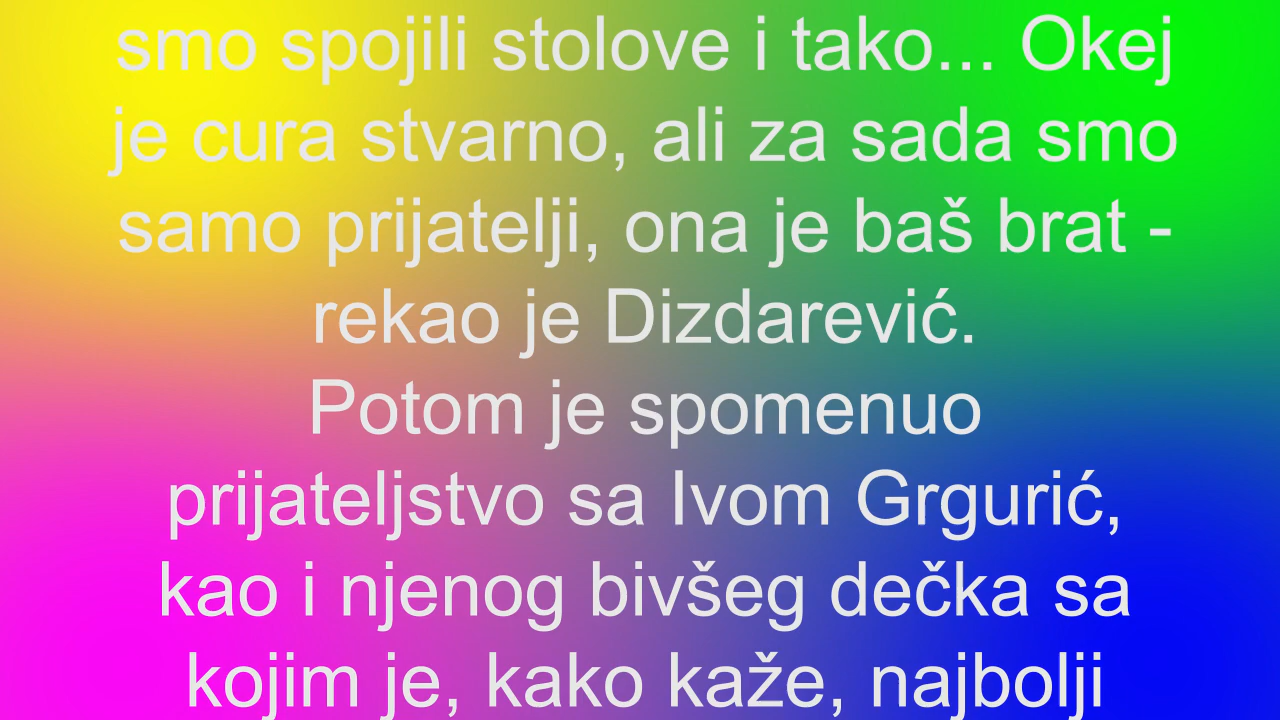 smo spojili stolove i tako... Okej
je cura stvarno, ali za sada smo
samo prijatelji, ona je baš brat -
rekao je Dizdarević.
Potom je spomenuo
prijateljstvo sa Ivom Grgurić,
kao i njenog bivšeg dečka sa
kojim je, kako kaže, najbolji